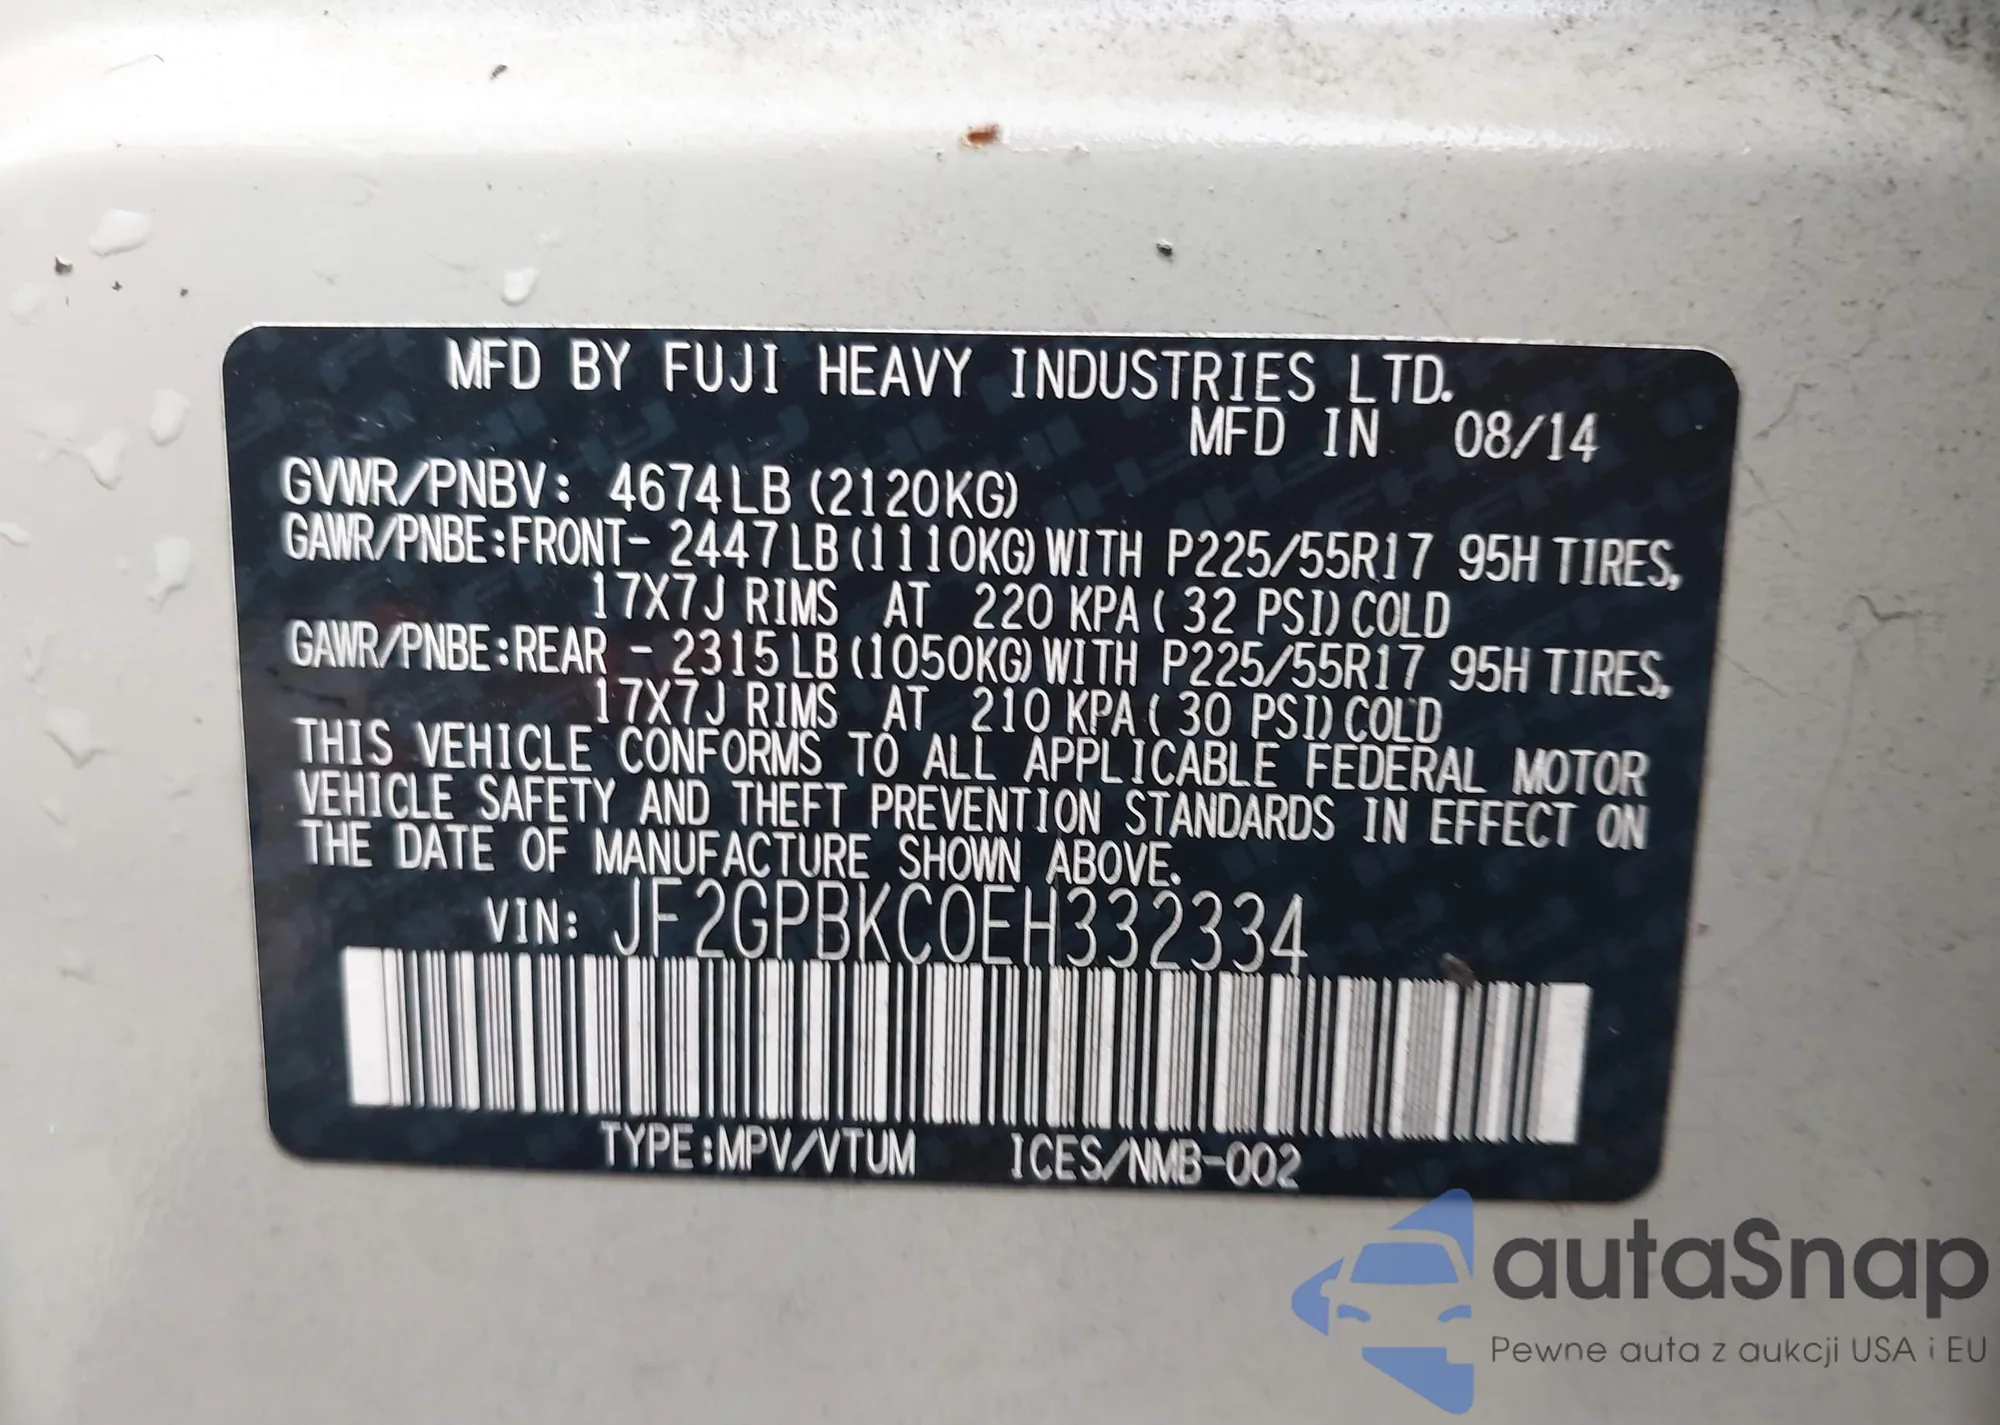 MFD BY FUJI HEAVY INDUSTRIES LTD.
MFD IN 08/14
GVWR/PNBV: 4674LB (2120KG)
GAWR/PNBE:FRONT- 2447LB(1110KG)WITH P225/55R17 95H TIRES,
17X7J RIMS AT 220 KPA( 32 PSI)COLD
GAWR/PNBE:REAR - 2315LB(1050KG)WITH P225/55R17 95H TIRES,
17X7J RIMS AT 210 KPA( 30 PSI)COLD
THIS VEHICLE CONFORMS TO ALL APPLICABLE FEDERAL MOTOR
VEHICLE SAFETY AND THEFT PREVENTION STANDARDS IN EFFECT ON
THE DATE OF MANUFACTURE SHOWN ABOVE.
VIN: JF2GPBKC0EH332334
TYPE:MPV/VTUM ICES/NMB-002
autaSnap
Pewne auta z aukcji USA i EU